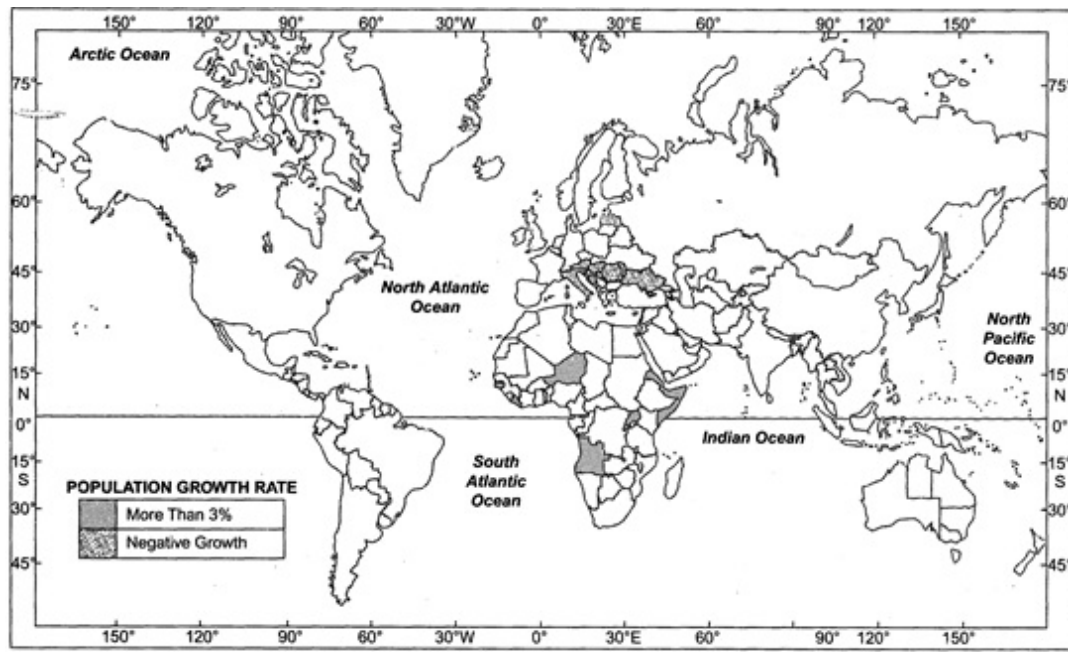 150° 120° 90° 60° 30° 0° 30° 60° 90° 120° 150°
Arctic Ocean
75° 75°
60° 60°
45° 45°
North Atlantic
Ocean
30° 30°
North
Pacific
Ocean
15° 15°
N N
0° 0°
Indian Ocean
South
Atlantic
Ocean
15° 15°
S S
POPULATION GROWTH RATE
More Than 3%
Negative Growth
30° 30°
45° 45°
150° 120° 90° 60° 30°W 0° 30°E 60° 90° 120° 150°